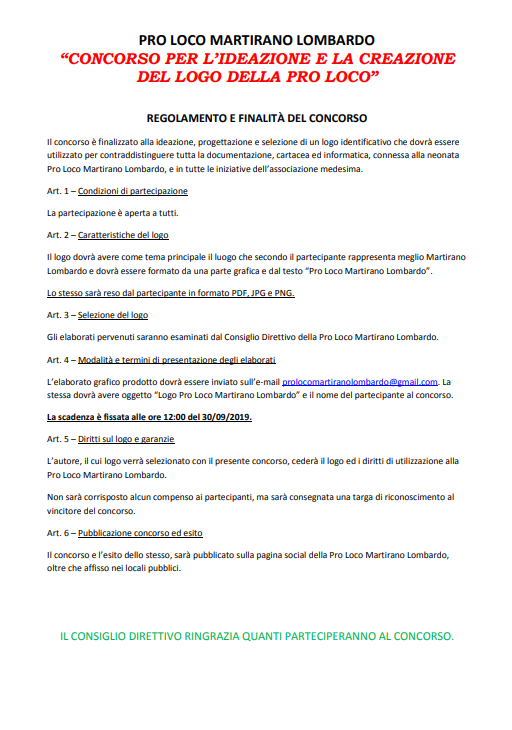 PRO LOCO MARTIRANO LOMBARDO
“CONCORSO PER L’IDEAZIONE E LA CREAZIONE
DEL LOGO DELLA PRO LOCO”
REGOLAMENTO E FINALITÀ DEL CONCORSO
Il concorso è finalizzato alla ideazione, progettazione e selezione di un logo identificativo che dovrà essere
utilizzato per contraddistinguere tutta la documentazione, cartacea ed informatica, connessa alla neonata
Pro Loco Martirano Lombardo, e in tutte le iniziative dell’associazione medesima.
Art. 1 – Condizioni di partecipazione
La partecipazione è aperta a tutti.
Art. 2 – Caratteristiche del logo
Il logo dovrà avere come tema principale il luogo che secondo il partecipante rappresenta meglio Martirano
Lombardo e dovrà essere formato da una parte grafica e dal testo “Pro Loco Martirano Lombardo”.
Lo stesso sarà reso dal partecipante in formato PDF, JPG e PNG.
Art. 3 – Selezione del logo
Gli elaborati pervenuti saranno esaminati dal Consiglio Direttivo della Pro Loco Martirano Lombardo.
Art. 4 – Modalità e termini di presentazione degli elaborati
L’elaborato grafico prodotto dovrà essere inviato sull’e-mail prolocomartiranolombardo@gmail.com. La
stessa dovrà avere oggetto “Logo Pro Loco Martirano Lombardo” e il nome del partecipante al concorso.
La scadenza è fissata alle ore 12:00 del 30/09/2019.
Art. 5 – Diritti sul logo e garanzie
L’autore, il cui logo verrà selezionato con il presente concorso, cederà il logo ed i diritti di utilizzazione alla
Pro Loco Martirano Lombardo.
Non sarà corrisposto alcun compenso ai partecipanti, ma sarà consegnata una targa di riconoscimento al
vincitore del concorso.
Art. 6 – Pubblicazione concorso ed esito
Il concorso e l’esito dello stesso, sarà pubblicato sulla pagina social della Pro Loco Martirano Lombardo,
oltre che affisso nei locali pubblici.
IL CONSIGLIO DIRETTIVO RINGRAZIA QUANTI PARTECIPERANNO AL CONCORSO.